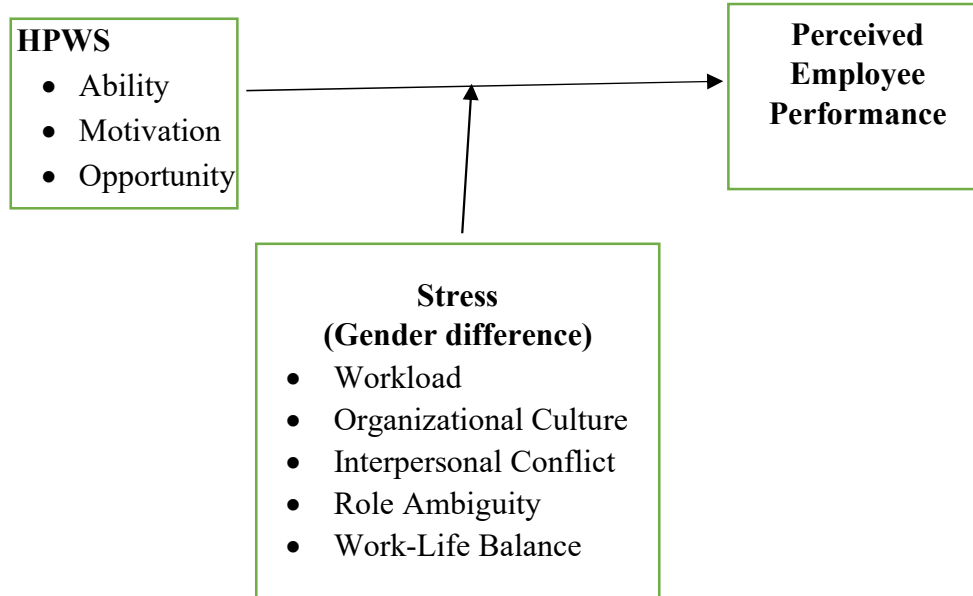 HPWS
• Ability
• Motivation
• Opportunity
Perceived
Employee
Performance
Stress
(Gender difference)
• Workload
• Organizational Culture
• Interpersonal Conflict
• Role Ambiguity
• Work-Life Balance